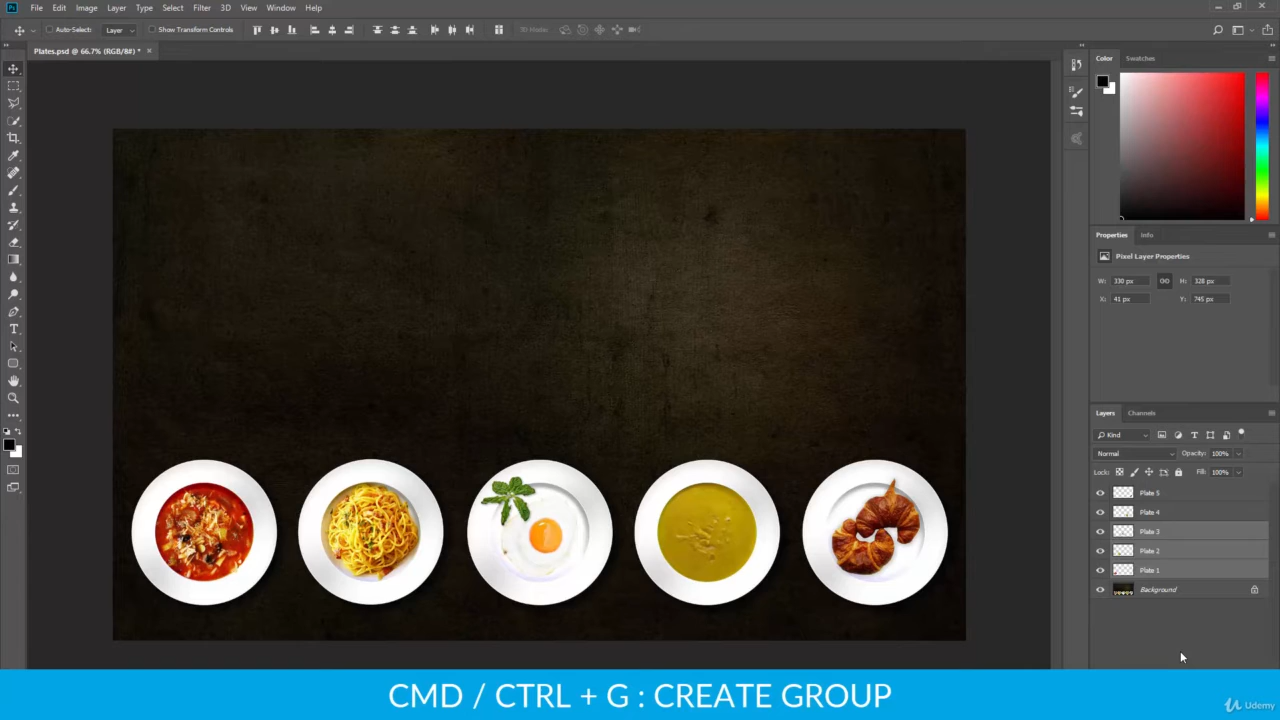 Ps File Edit Image Layer Type Select Filter 3D View Window Help
Auto-Select: Layer Show Transform Controls 3D Mode:
Plates.psd @ 66.7% (RGB/8#) * ×
Color Swatches
Properties Info
Pixel Layer Properties
W: 330 px H: 328 px
X: 41 px Y: 745 px
Layers Channels
Kind
Normal Opacity: 100%
Lock: Fill: 100%
Plate 5
Plate 4
Plate 3
Plate 2
Plate 1
Background
CMD / CTRL + G : CREATE GROUP
Udemy